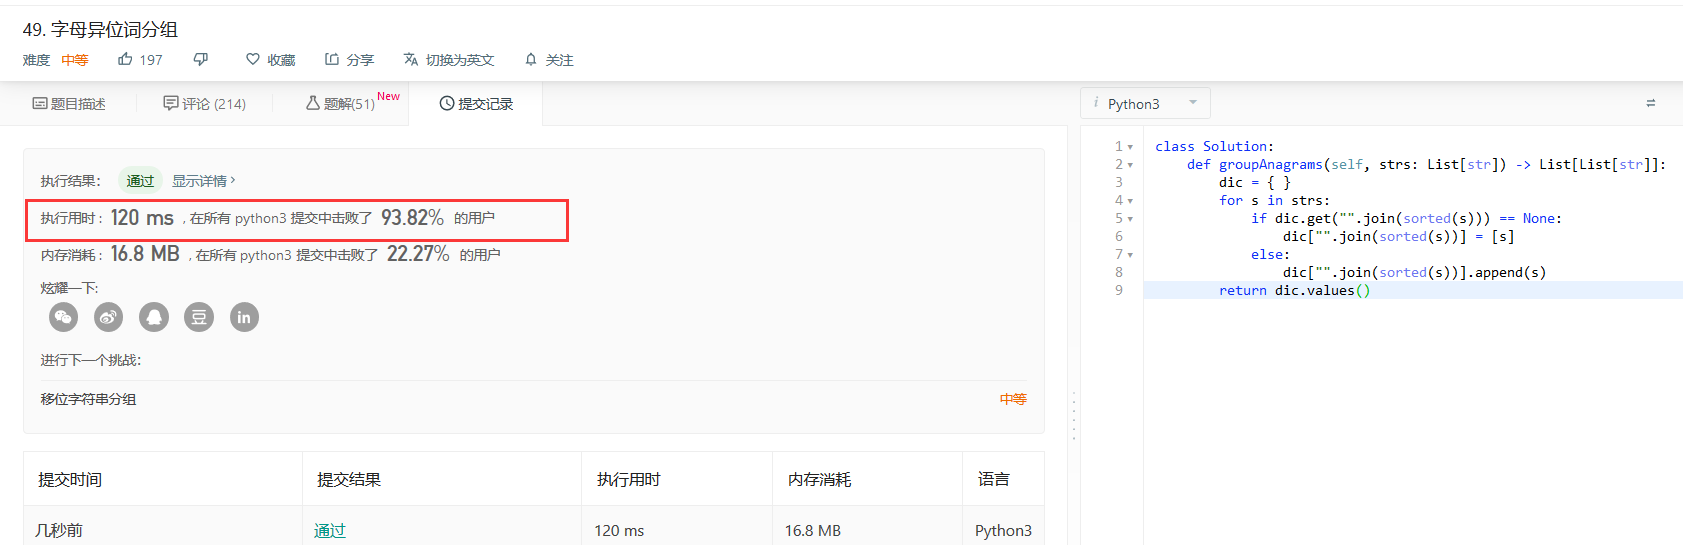 49. 字母异位词分组
难度 中等 197 收藏 分享 切换为英文 关注
题目描述 评论 (214) 题解(51) New 提交记录
执行结果： 通过 显示详情 ›
执行用时 : 120 ms , 在所有 python3 提交中击败了 93.82% 的用户
内存消耗 : 16.8 MB , 在所有 python3 提交中击败了 22.27% 的用户
炫耀一下:
豆 in
进行下一个挑战：
移位字符串分组 中等
提交时间 提交结果 执行用时 内存消耗 语言
几秒前 通过 120 ms 16.8 MB Python3
i Python3
1 class Solution:
2     def groupAnagrams(self, strs: List[str]) -> List[List[str]]:
3         dic = { }
4         for s in strs:
5             if dic.get("".join(sorted(s))) == None:
6                 dic["".join(sorted(s))] = [s]
7             else:
8                 dic["".join(sorted(s))].append(s)
9         return dic.values()